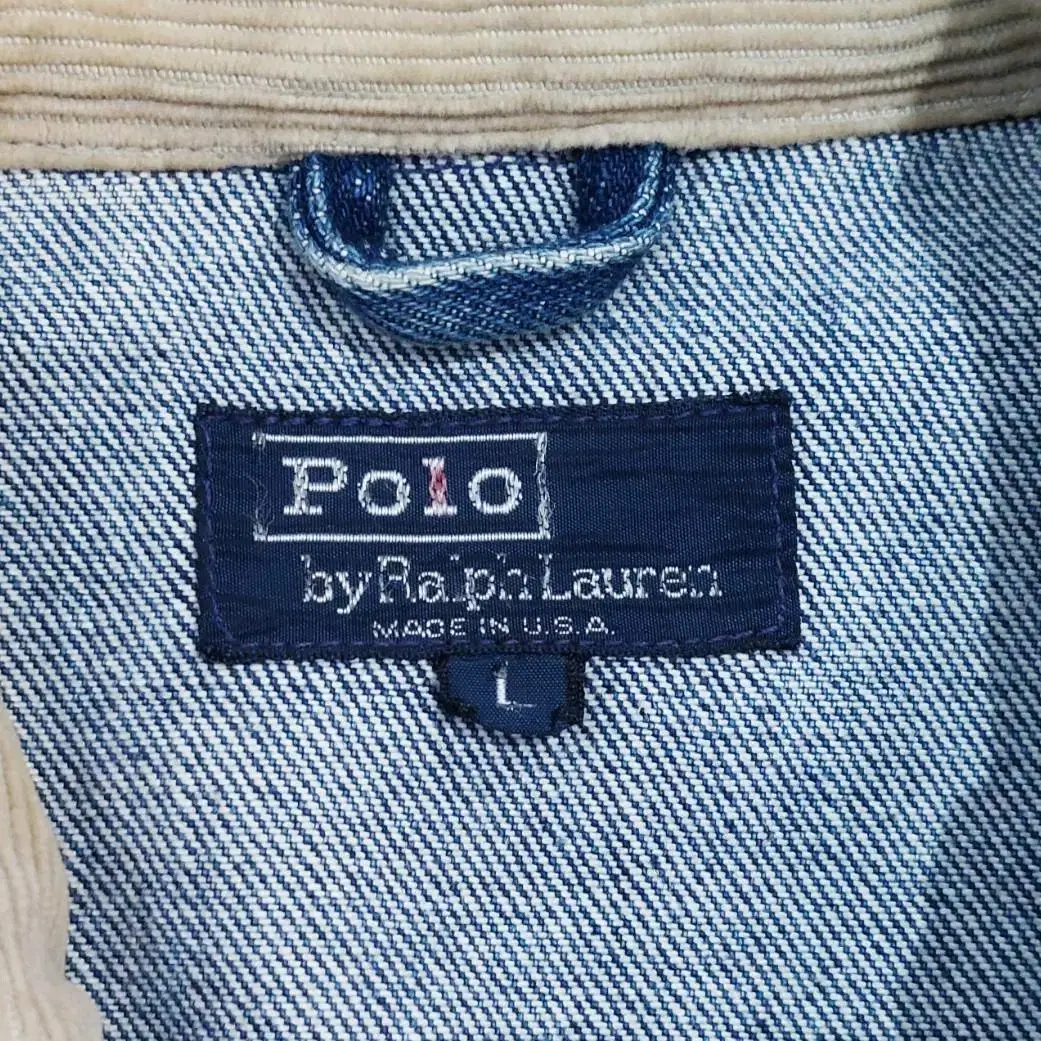 Polo
by Ralph Lauren
MADE IN U.S.A.
L